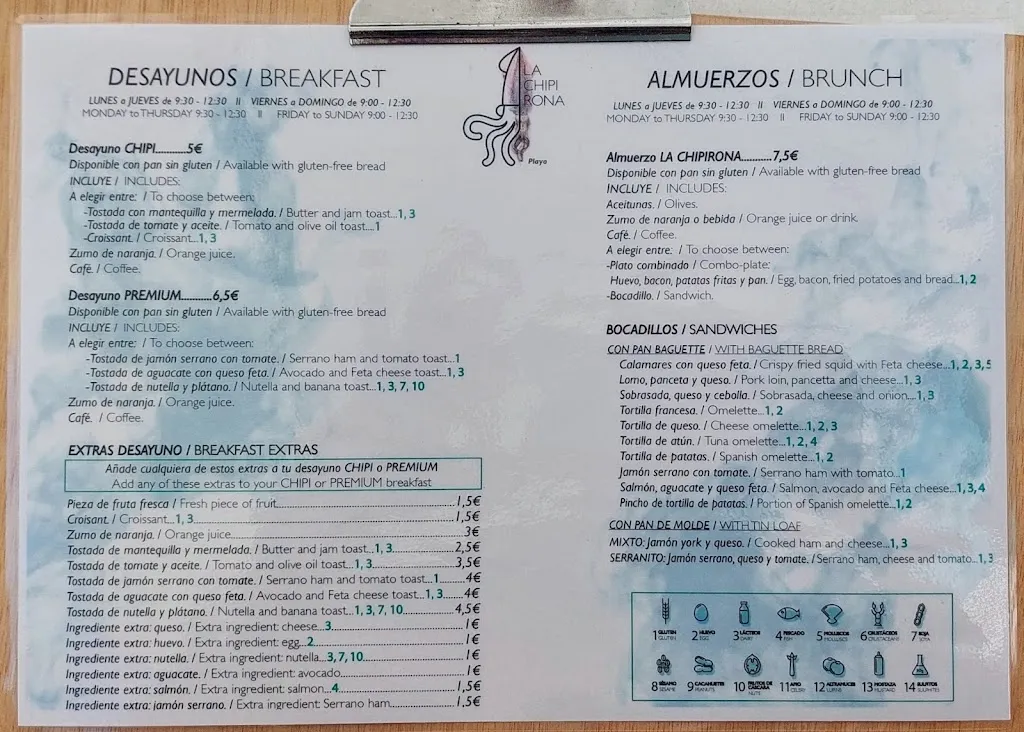 DESAYUNOS / BREAKFAST
LUNES a JUEVES de 9:30 - 12:30 II VIERNES a DOMINGO de 9:00 - 12:30
MONDAY to THURSDAY 9:30 - 12:30 II FRIDAY to SUNDAY 9:00 - 12:30
Desayuno CHIPI..........5€
Disponible con pan sin gluten / Available with gluten-free bread
INCLUYE / INCLUDES:
A elegir entre: / To choose between:
-Tostada con mantequilla y mermelada. / Butter and jam toast...1, 3
-Tostada de tomate y aceite. / Tomato and olive oil toast....1
-Croissant. / Croissant...1, 3
Zumo de naranja. / Orange juice.
Café. / Coffee.
Desayuno PREMIUM..........6,5€
Disponible con pan sin gluten / Available with gluten-free bread
INCLUYE / INCLUDES:
A elegir entre: / To choose between:
-Tostada de jamón serrano con tomate. / Serrano ham and tomato toast...1
-Tostada de aguacate con queso feta. / Avocado and Feta cheese toast...1, 3
-Tostada de nutella y plátano. / Nutella and banana toast...1, 3, 7, 10
Zumo de naranja. / Orange juice.
Café. / Coffee.
EXTRAS DESAYUNO / BREAKFAST EXTRAS
Añade cualquiera de estos extras a tu desayuno CHIPI o PREMIUM
Add any of these extras to your CHIPI or PREMIUM breakfast
Pieza de fruta fresca / Fresh piece of fruit...1,5€
Croisant. / Croissant...1, 3...1,5€
Zumo de naranja. / Orange juice...3€
Tostada de mantequilla y mermelada. / Butter and jam toast...1, 3...2,5€
Tostada de tomate y aceite. / Tomato and olive oil toast...1, 3...3,5€
Tostada de jamón serrano con tomate. / Serrano ham and tomato toast...1...4€
Tostada de aguacate con queso feta. / Avocado and Feta cheese toast...1, 3...4€
Tostada de nutella y plátano. / Nutella and banana toast...1, 3, 7, 10...4,5€
Ingrediente extra: queso. / Extra ingredient: cheese...3...1€
Ingrediente extra: huevo. / Extra ingredient: egg...2...1€
Ingrediente extra: nutella. / Extra ingredient: nutella...3, 7, 10...1€
Ingrediente extra: aguacate. / Extra ingredient: avocado...1€
Ingrediente extra: salmón. / Extra ingredient: salmon...4...1,5€
Ingrediente extra: jamón serrano. / Extra ingredient: Serrano ham...1,5€
LA
CHIPI
RONA
Playa
ALMUERZOS / BRUNCH
LUNES a JUEVES de 9:30 - 12:30 II VIERNES a DOMINGO de 9:00 - 12:30
MONDAY to THURSDAY 9:30 - 12:30 II FRIDAY to SUNDAY 9:00 - 12:30
Almuerzo LA CHIPIRONA..........7,5€
Disponible con pan sin gluten / Available with gluten-free bread
INCLUYE / INCLUDES:
Aceitunas. / Olives.
Zumo de naranja o bebida / Orange juice or drink.
Café. / Coffee.
A elegir entre: / To choose between:
-Plato combinado / Combo-plate:
Huevo, bacon, patatas fritas y pan. / Egg, bacon, fried potatoes and bread...1, 2
-Bocadillo. / Sandwich.
BOCADILLOS / SANDWICHES
CON PAN BAGUETTE / WITH BAGUETTE BREAD
Calamares con queso feta. / Crispy fried squid with Feta cheese...1, 2, 3, 5
Lomo, panceta y queso. / Pork loin, pancetta and cheese...1, 3
Sobrasada, queso y cebolla. / Sobrasada, cheese and onion....1, 3
Tortilla francesa. / Omelette...1, 2
Tortilla de queso. / Cheese omelette...1, 2, 3
Tortilla de atún. / Tuna omelette...1, 2, 4
Tortilla de patatas. / Spanish omelette...1, 2
Jamón serrano con tomate. / Serrano ham with tomato...1
Salmón, aguacate y queso feta. / Salmon, avocado and Feta cheese...1, 3, 4
Pincho de tortilla de patatas. / Portion of Spanish omelette...1, 2
CON PAN DE MOLDE / WITH TIN LOAF
MIXTO: Jamón york y queso. / Cooked ham and cheese...1, 3
SERRANITO: Jamón serrano, queso y tomate. / Serrano ham, cheese and tomato...1, 3
1 GLUTEN GLUTEN 2 HUEVO EGG 3 LÁCTEOS DAIRY 4 PESCADO FISH 5 MOLUSCOS MOLLUSCS 6 CRUSTÁCEOS CRUSTACEANS 7 SOJA SOYA
8 SÉSAMO SESAME 9 CACAHUETES PEANUTS 10 FRUTOS DE CÁSCARA NUTS 11 APIO CELERY 12 ALTRAMUCES LUPINE 13 MOSTAZA MUSTARD 14 SULFITOS SULPHITES